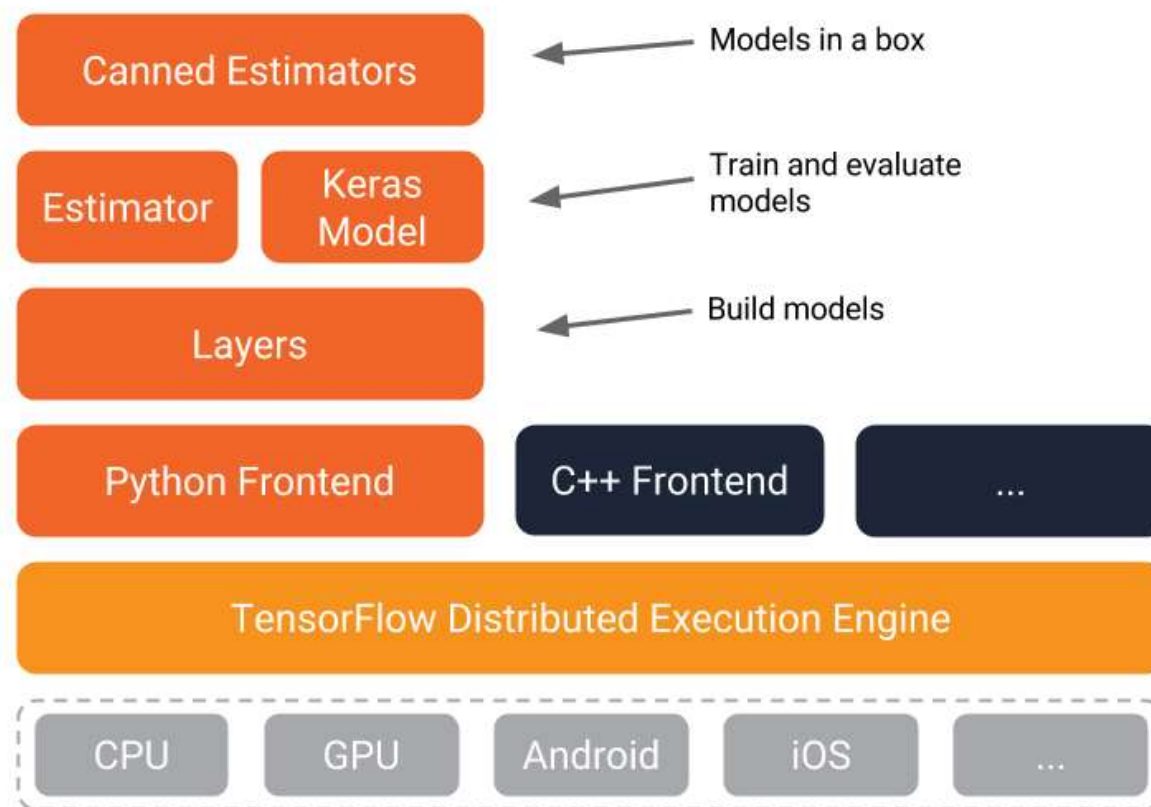 Canned Estimators
Models in a box
Estimator
Keras
Model
Train and evaluate
models
Layers
Build models
Python Frontend
C++ Frontend
...
TensorFlow Distributed Execution Engine
CPU
GPU
Android
iOS
...